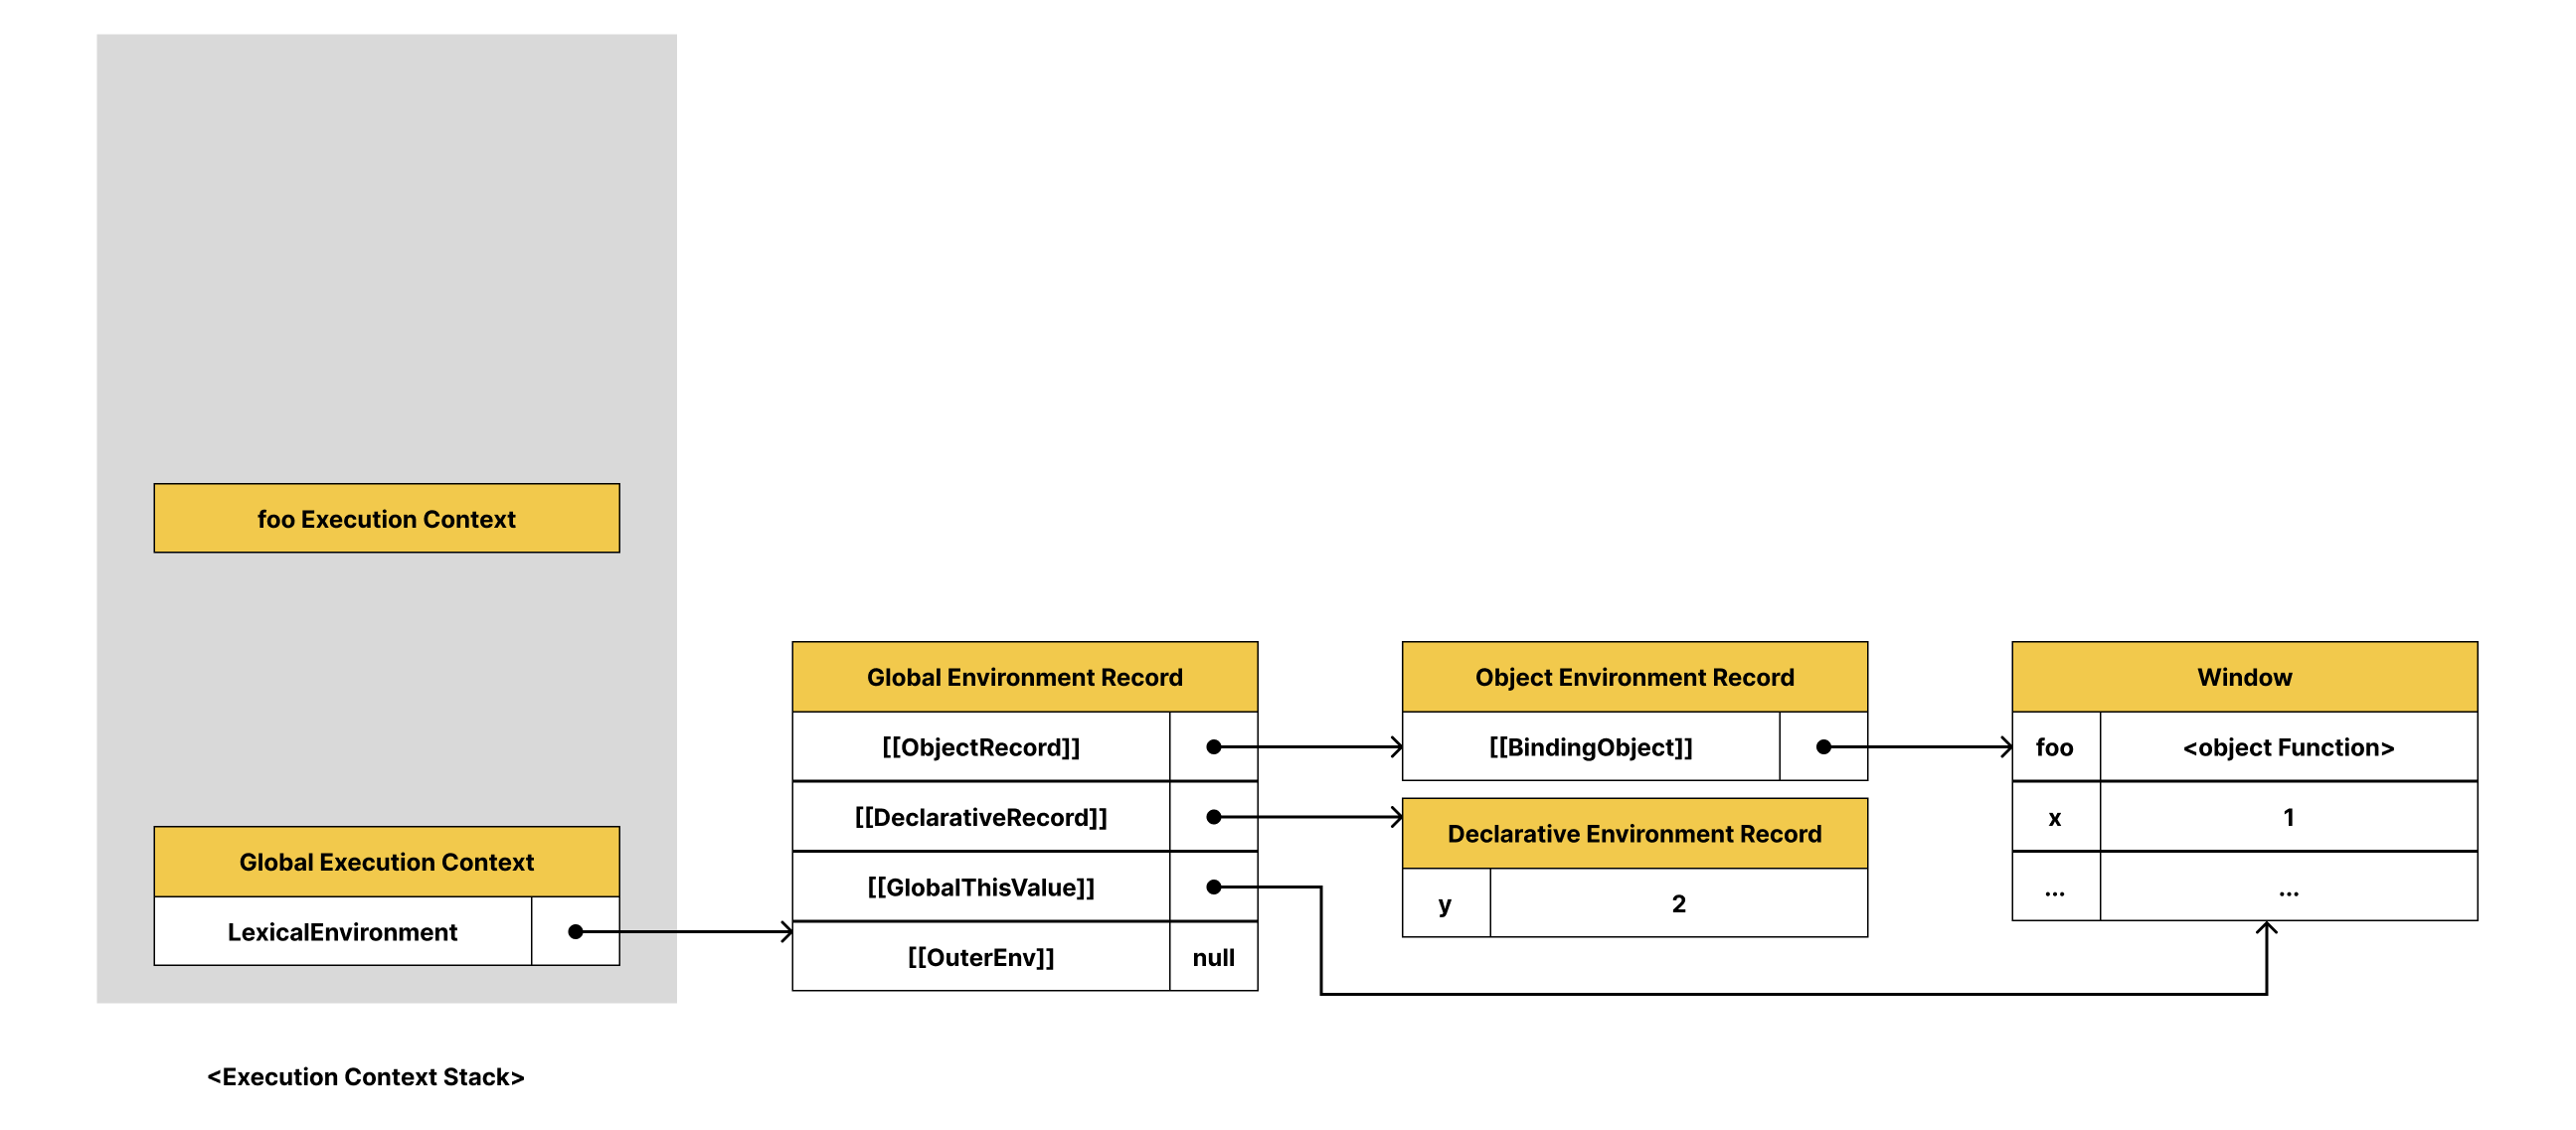 foo Execution Context
Global Execution Context
LexicalEnvironment
<Execution Context Stack>
Global Environment Record
[[ObjectRecord]]
[[DeclarativeRecord]]
[[GlobalThisValue]]
[[OuterEnv]] null
Object Environment Record
[[BindingObject]]
Declarative Environment Record
y 2
Window
foo <object Function>
x 1
... ...